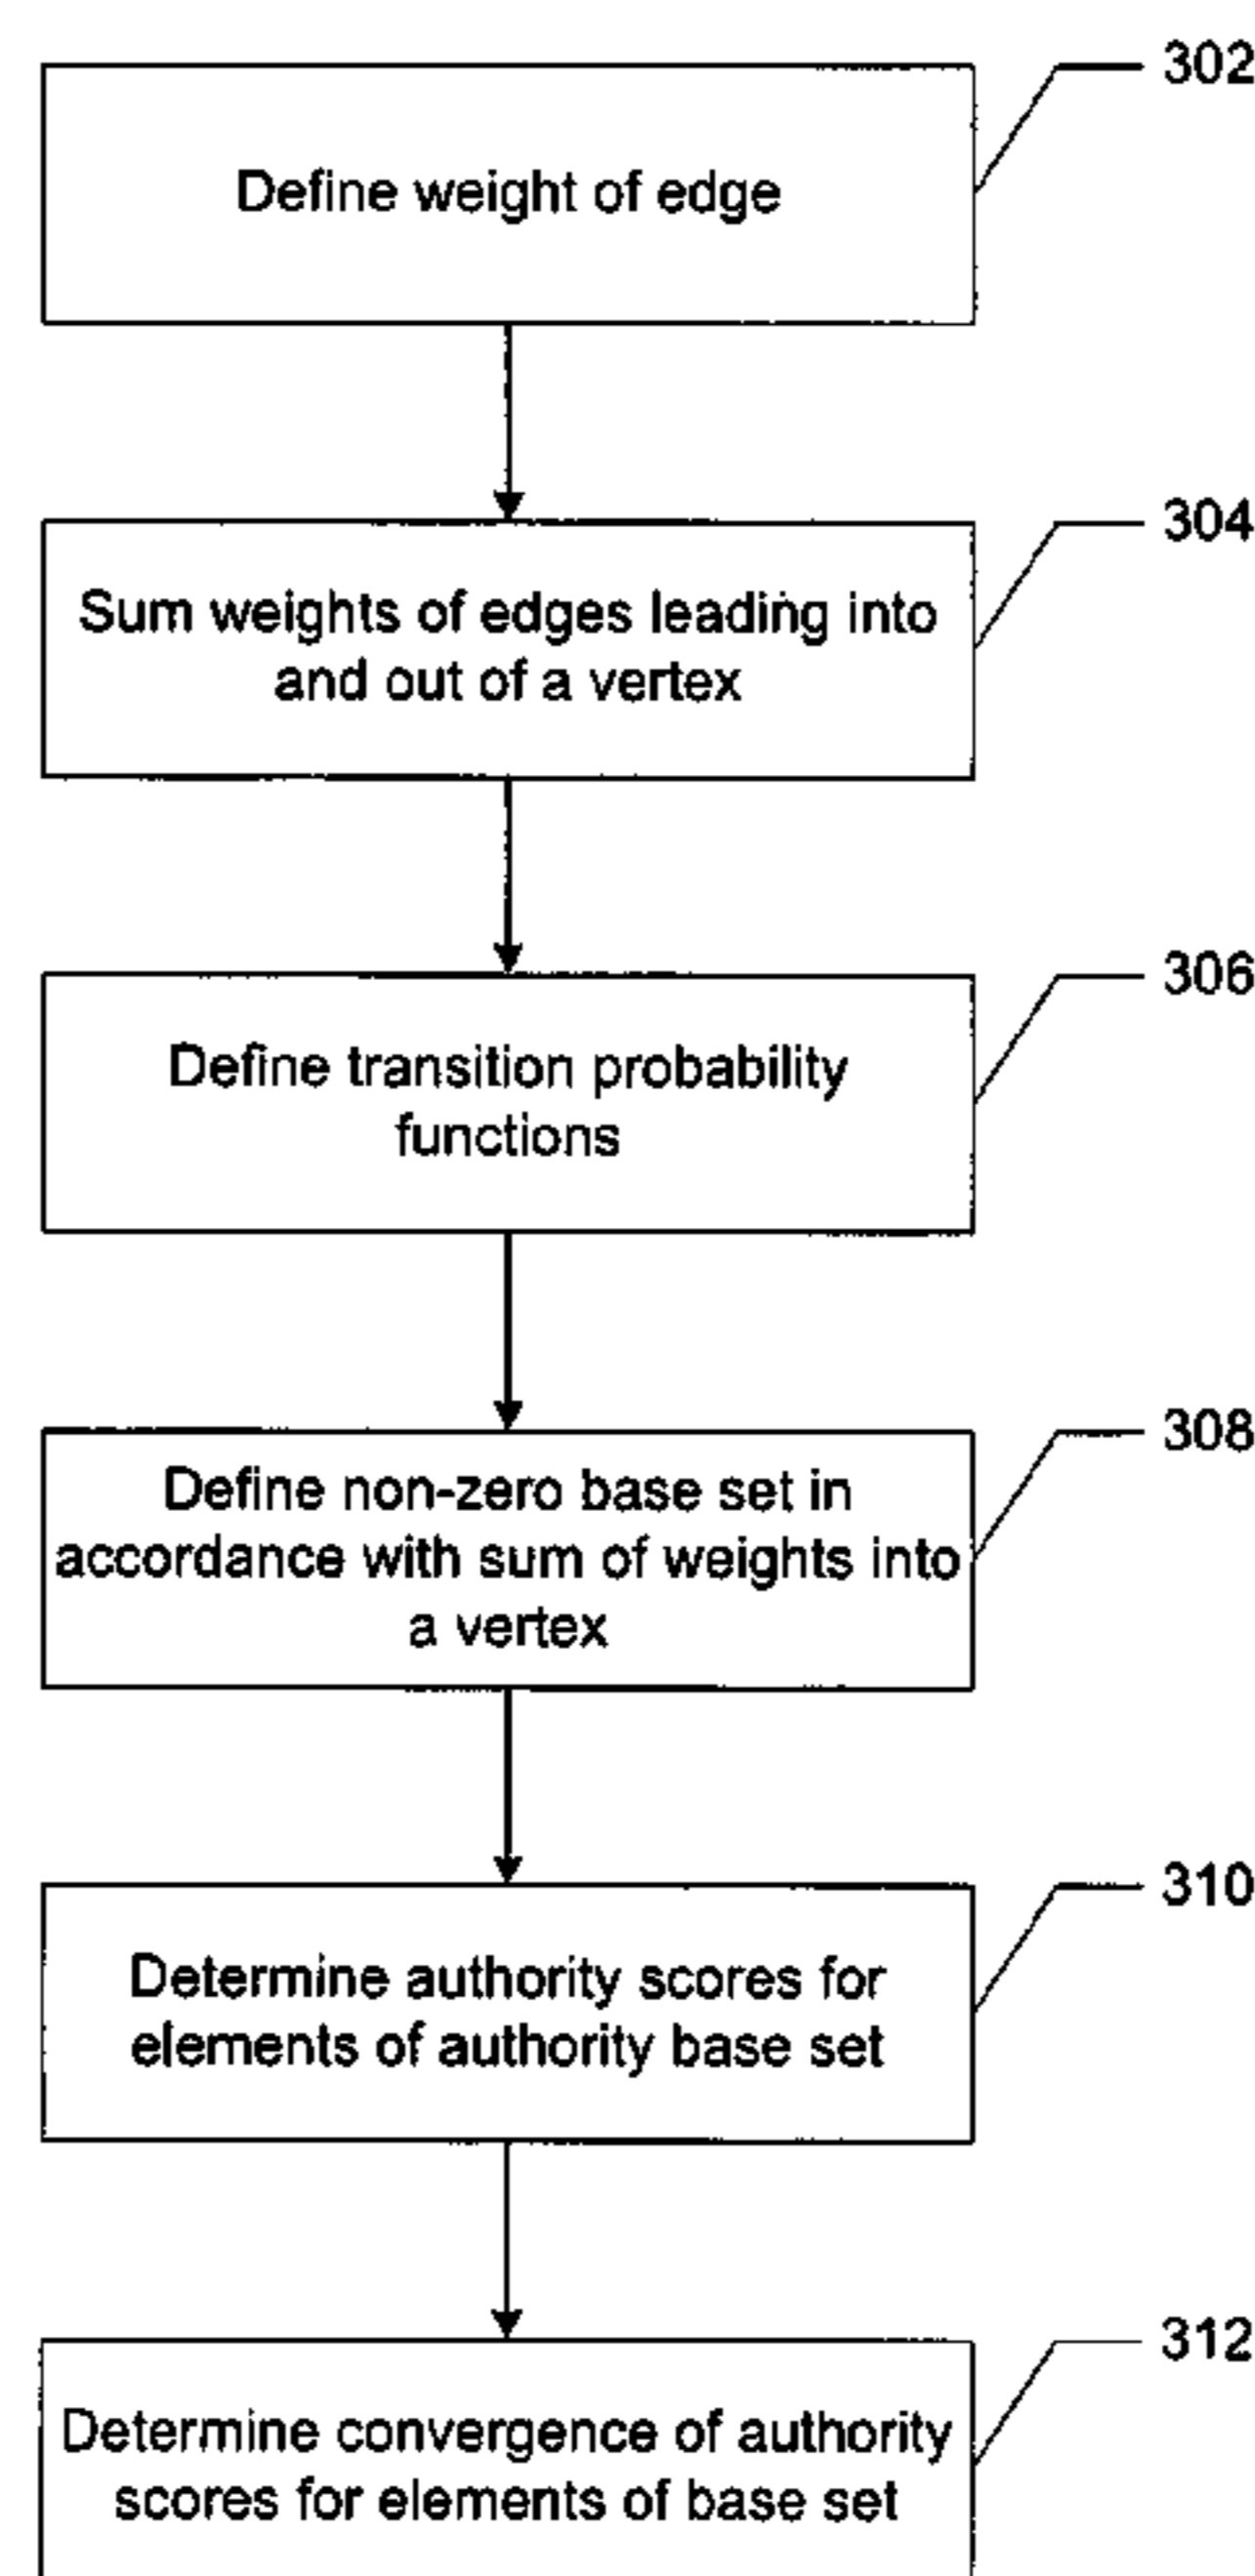 302
Define weight of edge
304
Sum weights of edges leading into
and out of a vertex
306
Define transition probability
functions
308
Define non-zero base set in
accordance with sum of weights into
a vertex
310
Determine authority scores for
elements of authority base set
312
Determine convergence of authority
scores for elements of base set